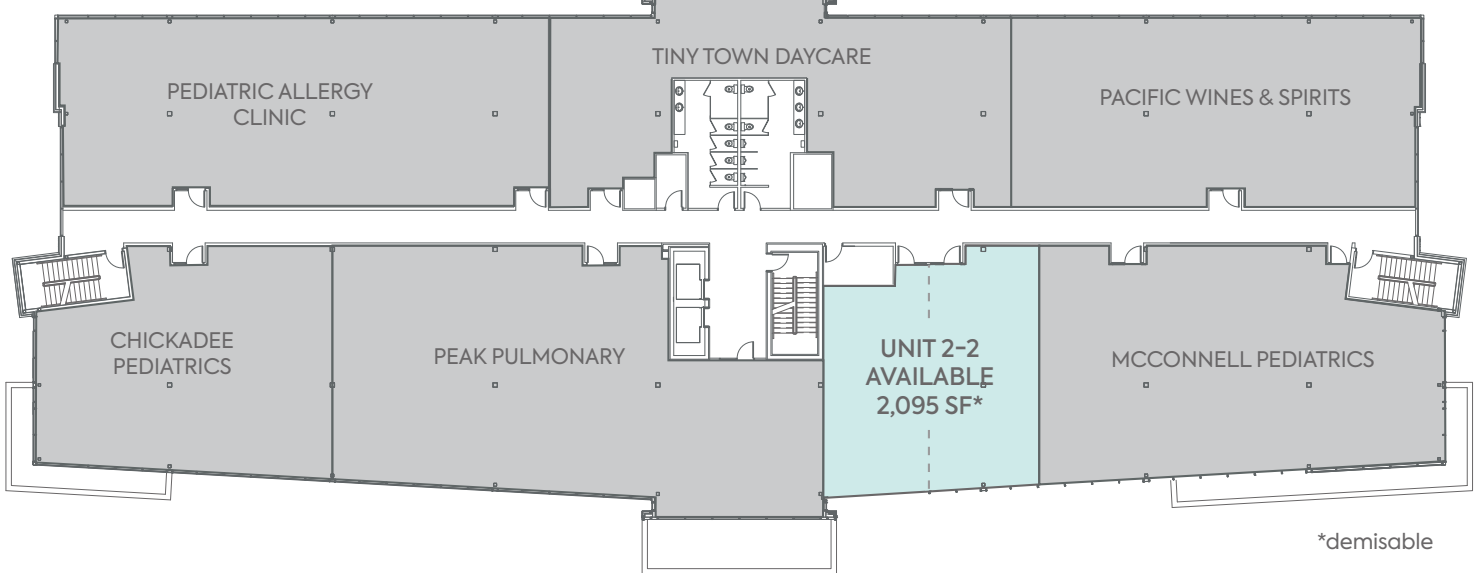 TINY TOWN DAYCARE
PEDIATRIC ALLERGY
CLINIC
PACIFIC WINES & SPIRITS
CHICKADEE
PEDIATRICS
PEAK PULMONARY
UNIT 2-2
AVAILABLE
2,095 SF*
MCCONNELL PEDIATRICS
*demisable